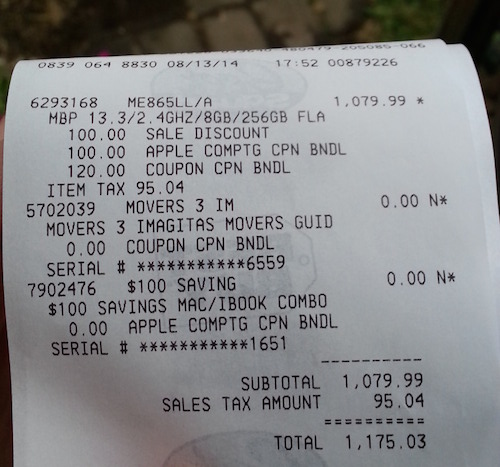 0839 064 8830 08/13/14 17:52 00879226
6293168 ME865LL/A 1,079.99 *
MBP 13.3/2.4GHZ/8GB/256GB FLA
100.00 SALE DISCOUNT
100.00 APPLE COMPTG CPN BNDL
120.00 COUPON CPN BNDL
ITEM TAX 95.04
5702039 MOVERS 3 IM 0.00 N*
MOVERS 3 IMAGITAS MOVERS GUID
0.00 COUPON CPN BNDL
SERIAL # ***********6559
7902476 $100 SAVING 0.00 N*
$100 SAVINGS MAC/IBOOK COMBO
0.00 APPLE COMPTG CPN BNDL
SERIAL # ***********1651
----------
SUBTOTAL 1,079.99
SALES TAX AMOUNT 95.04
==========
TOTAL 1,175.03